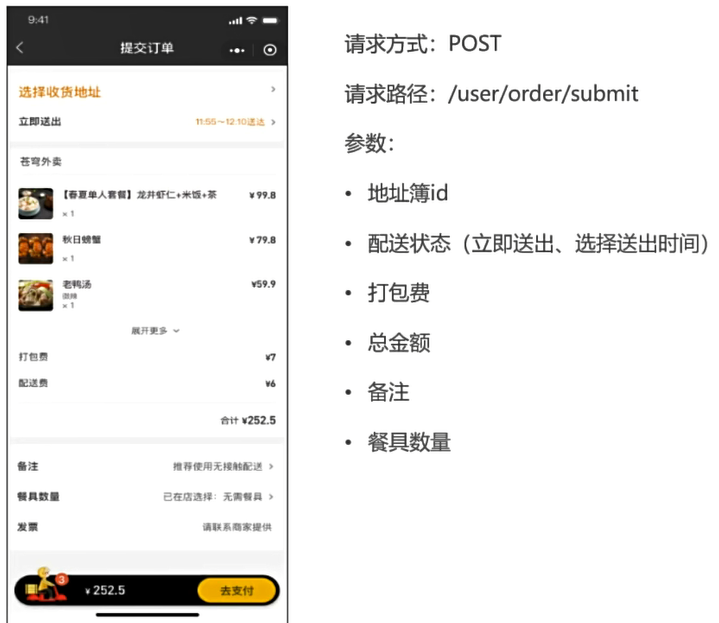 9:41
提交订单
选择收货地址
立即送出 11:55~12:10送达
苍穹外卖
【春夏单人套餐】龙井虾仁+米饭+茶 ¥99.8
×1
秋日螃蟹 ¥79.8
×1
老鸭汤 ¥59.9
微辣
×1
展开更多
打包费 ¥7
配送费 ¥6
合计 ¥252.5
备注 推荐使用无接触配送
餐具数量 已在店选择：无需餐具
发票 请联系商家提供
3
¥252.5 去支付
请求方式：POST
请求路径：/user/order/submit
参数：
• 地址簿id
• 配送状态（立即送出、选择送出时间）
• 打包费
• 总金额
• 备注
• 餐具数量